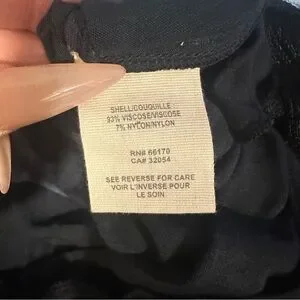 SHELL/COUQUILLE
93% VISCOSE/VISCOSE
7% NYLON/NYLON
RN# 66170
CA# 32054
SEE REVERSE FOR CARE
VOIR L'INVERSE POUR
LE SOIN